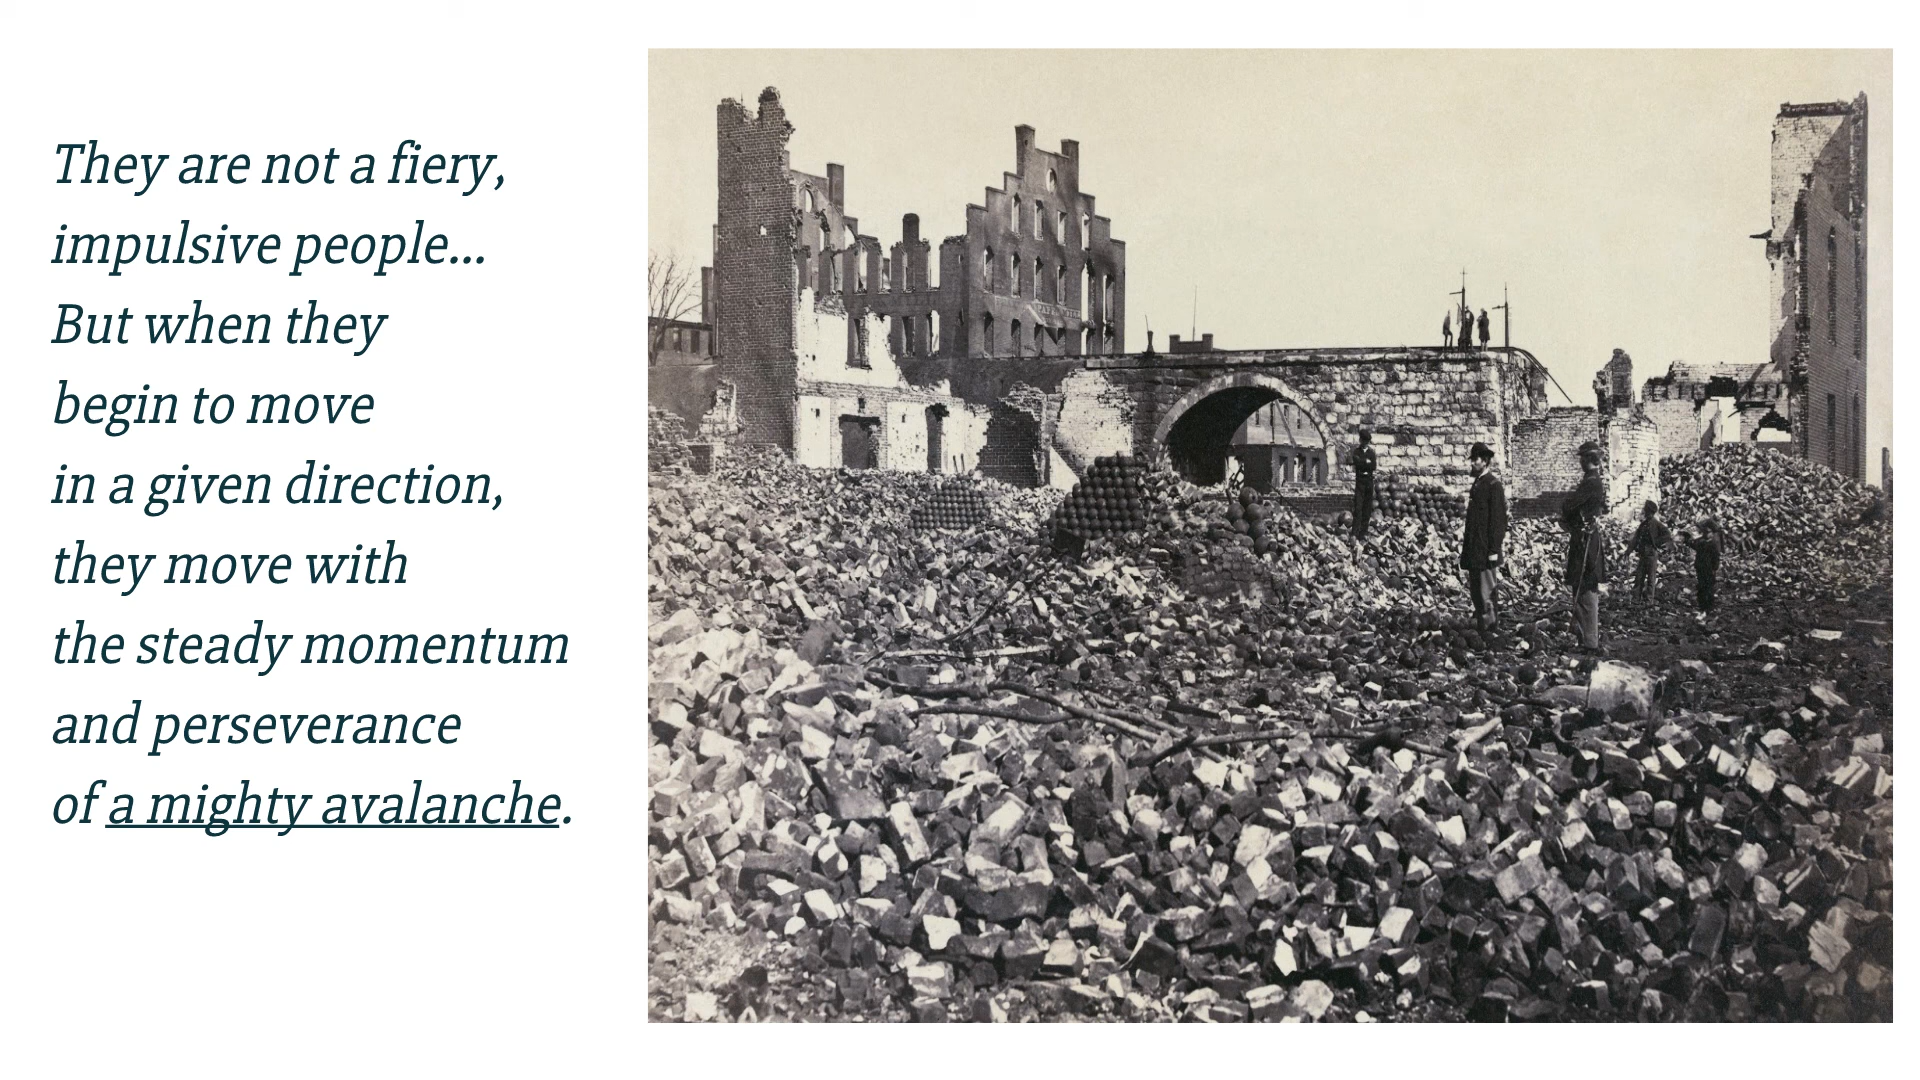 They are not a fiery,
impulsive people...
But when they
begin to move
in a given direction,
they move with
the steady momentum
and perseverance
of a mighty avalanche.